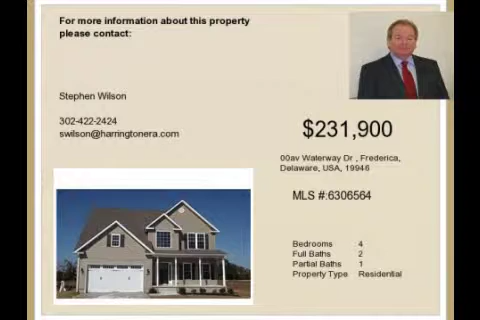 For more information about this property
please contact:
Stephen Wilson
302-422-2424
swilson@harringtonera.com
$231,900
00av Waterway Dr , Frederica,
Delaware, USA, 19946
MLS #:6306564
Bedrooms 4
Full Baths 2
Partial Baths 1
Property Type Residential